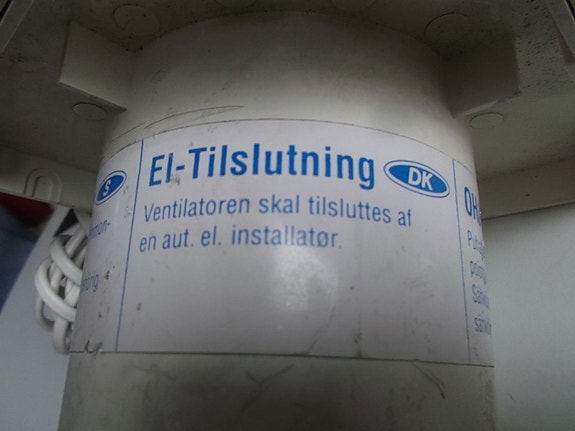 S
El-Tilslutning DK
Ventilatoren skal tilsluttes af
en aut. el. installatør.